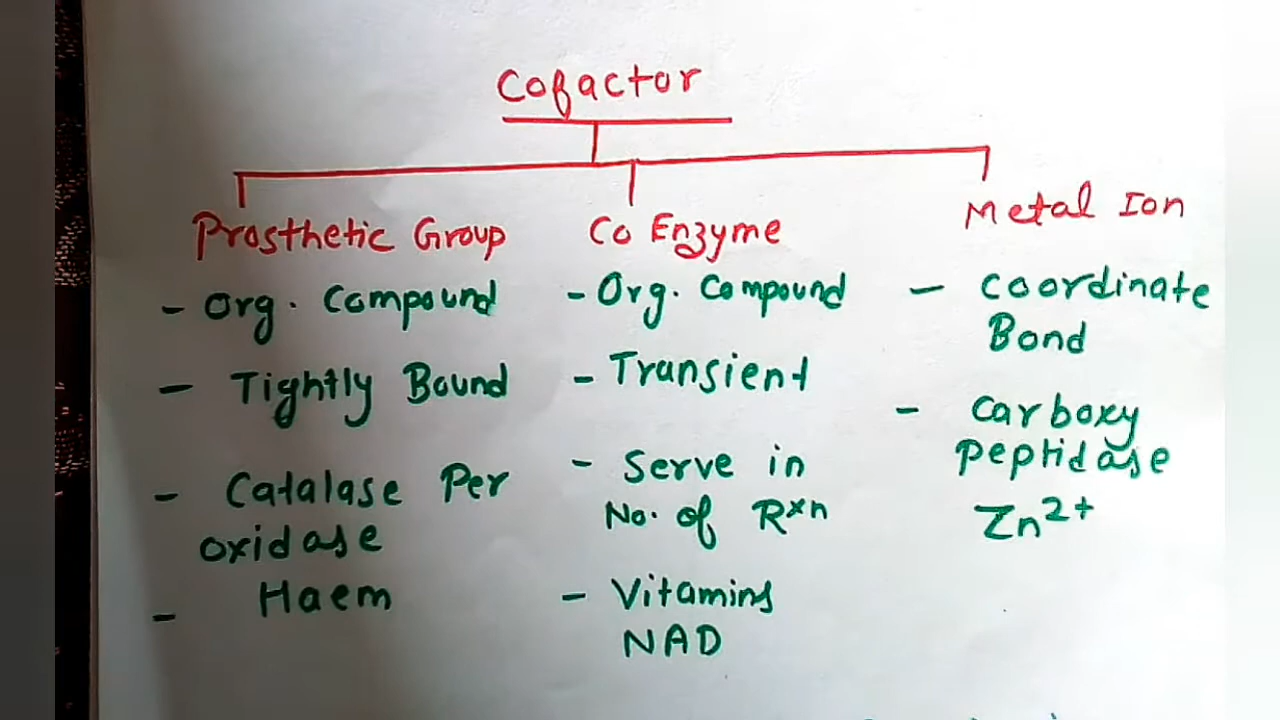 Cofactor
Prosthetic Group
- Org. Compound
- Tightly Bound
- Catalase Per
oxidase
- Haem
Co Enzyme
- Org. Compound
- Transient
- Serve in
No. of Rxn
- Vitamins
NAD
Metal Ion
- Coordinate
Bond
- Carboxy
peptidase
Zn2+